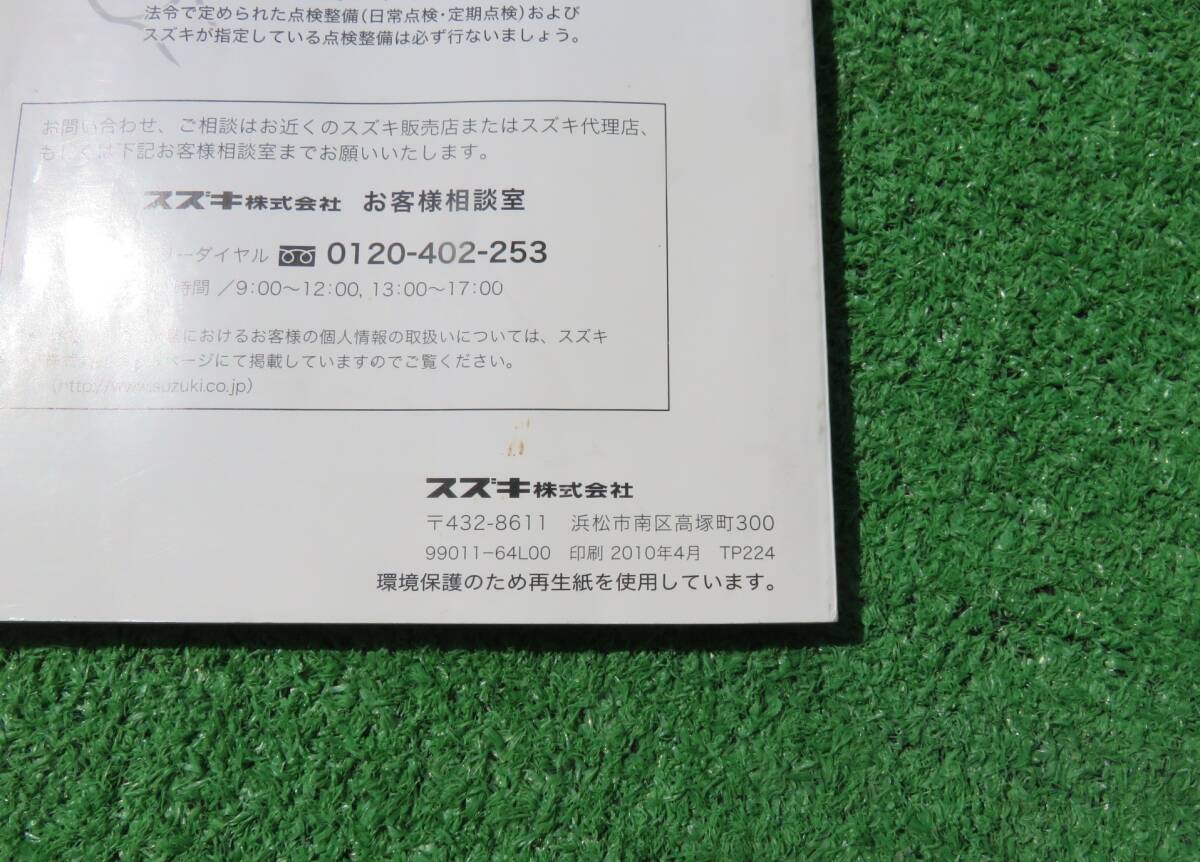 法令で定められた点検整備(日常点検・定期点検)および
スズキが指定している点検整備は必ず行ないましょう。
お問い合わせ、ご相談はお近くのスズキ販売店またはスズキ代理店、
もしくは下記お客様相談室までお願いいたします。
スズキ株式会社 お客様相談室
ーダイヤル 0120-402-253
時間 /9:00〜12:00, 13:00〜17:00
におけるお客様の個人情報の取扱いについては、スズキ
ページにて掲載していますのでご覧ください。
(http://www.suzuki.co.jp)
スズキ株式会社
〒432-8611 浜松市南区高塚町300
99011-64L00 印刷 2010年4月 TP224
環境保護のため再生紙を使用しています。